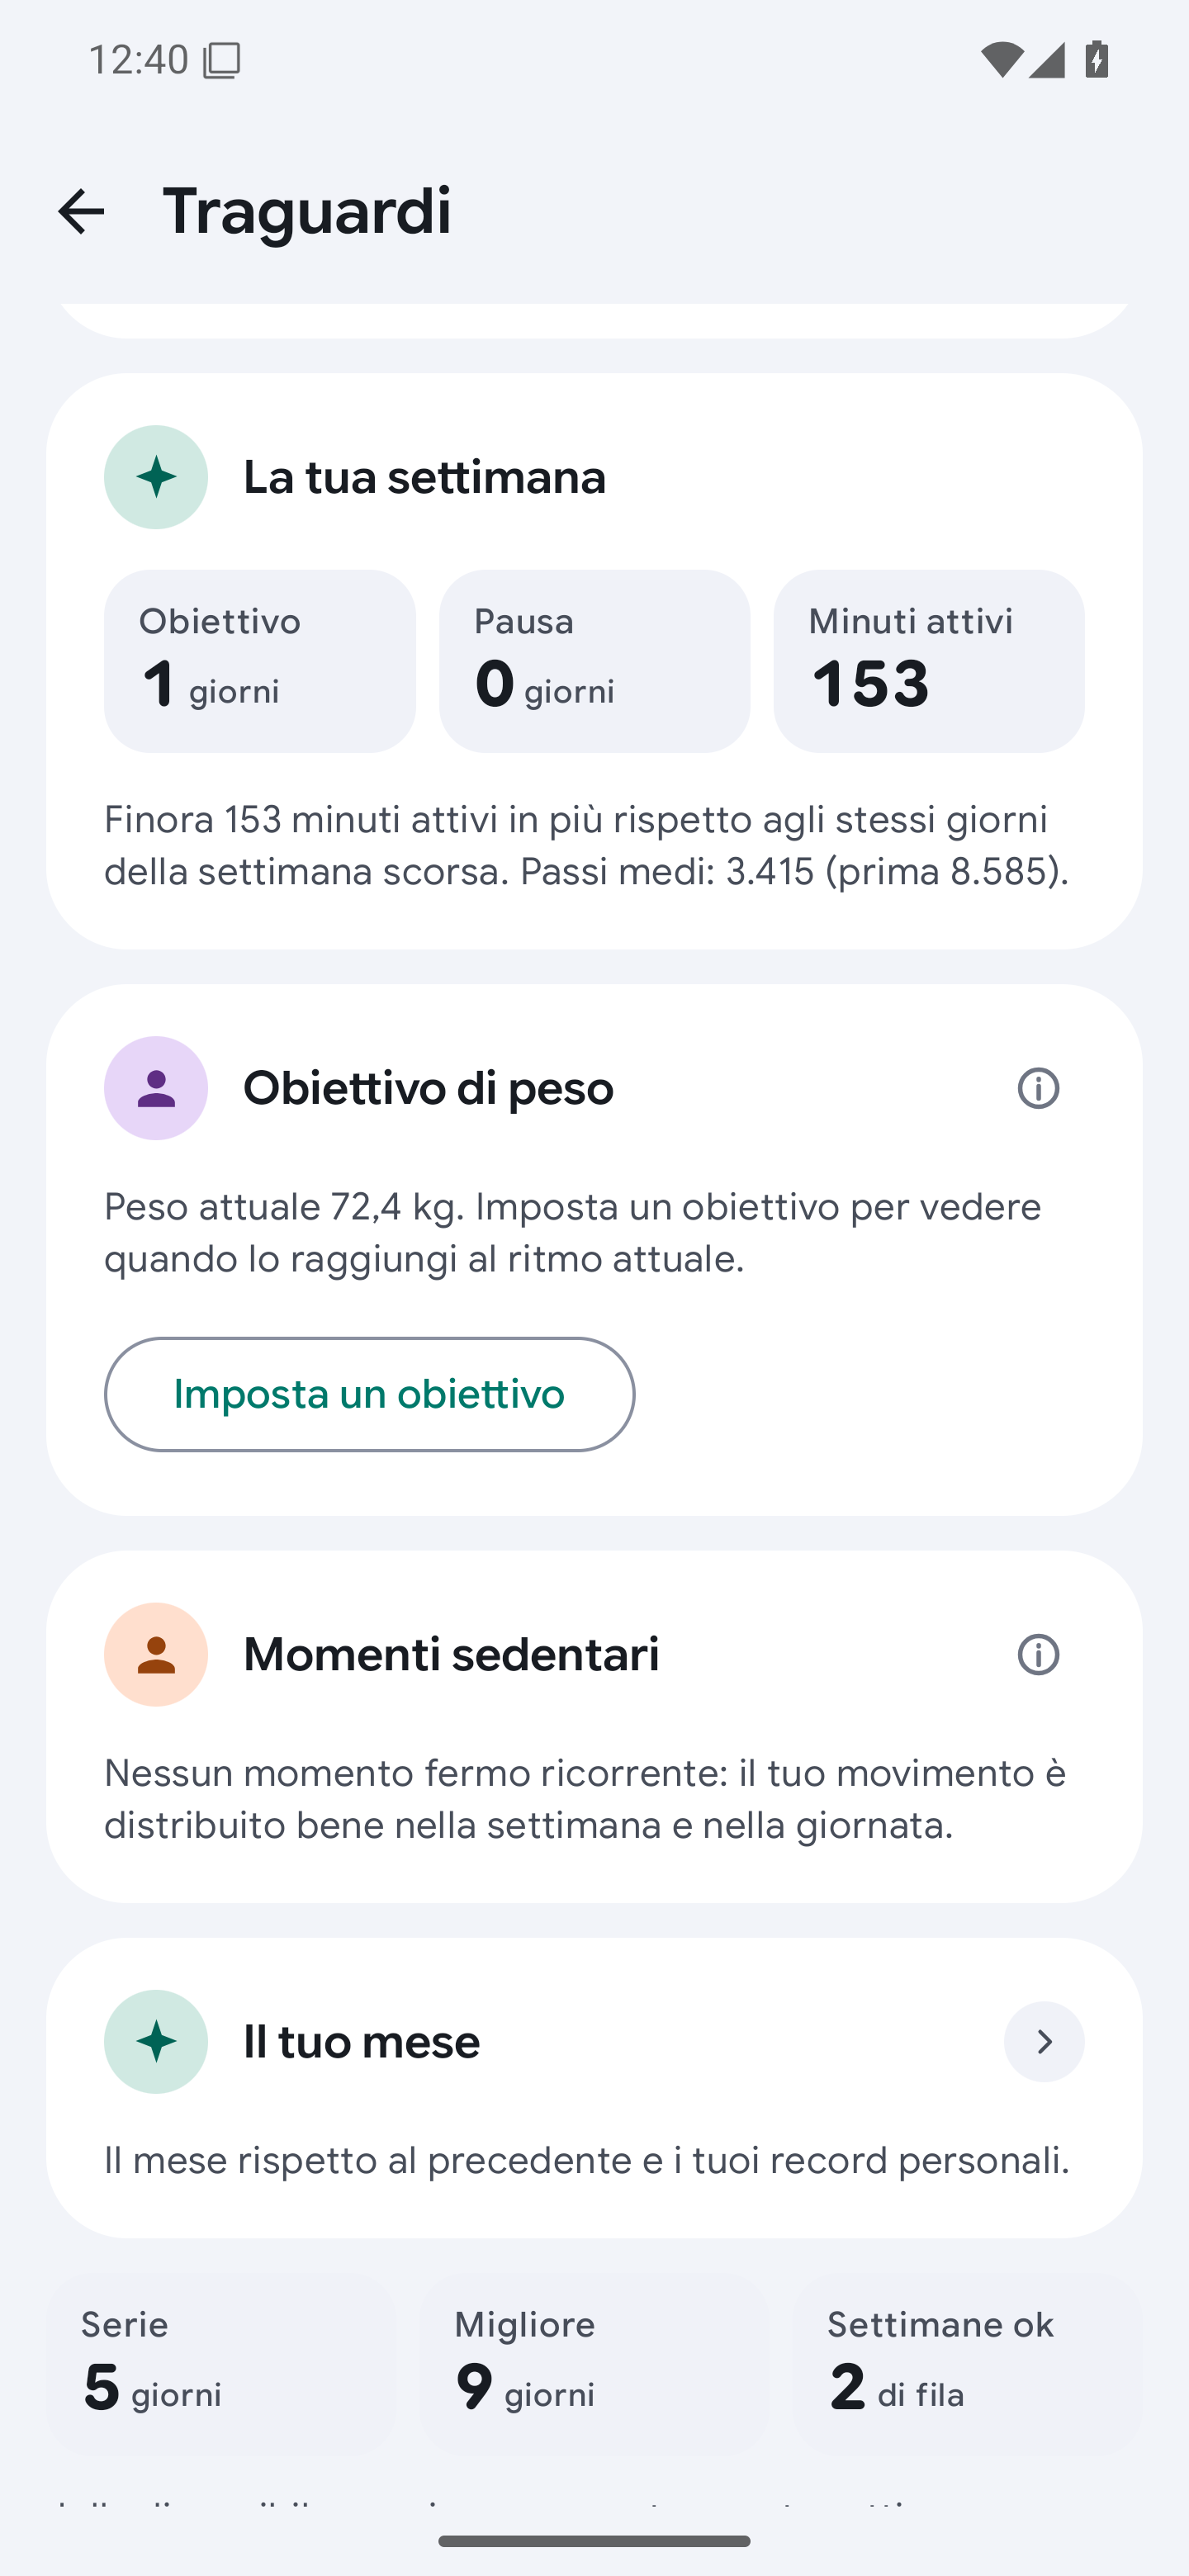 12:40
Traguardi
La tua settimana
Obiettivo
1 giorni
Pausa
0 giorni
Minuti attivi
153
Finora 153 minuti attivi in più rispetto agli stessi giorni
della settimana scorsa. Passi medi: 3.415 (prima 8.585).
Obiettivo di peso
Peso attuale 72,4 kg. Imposta un obiettivo per vedere
quando lo raggiungi al ritmo attuale.
Imposta un obiettivo
Momenti sedentari
Nessun momento fermo ricorrente: il tuo movimento è
distribuito bene nella settimana e nella giornata.
Il tuo mese
Il mese rispetto al precedente e i tuoi record personali.
Serie
5 giorni
Migliore
9 giorni
Settimane ok
2 di fila